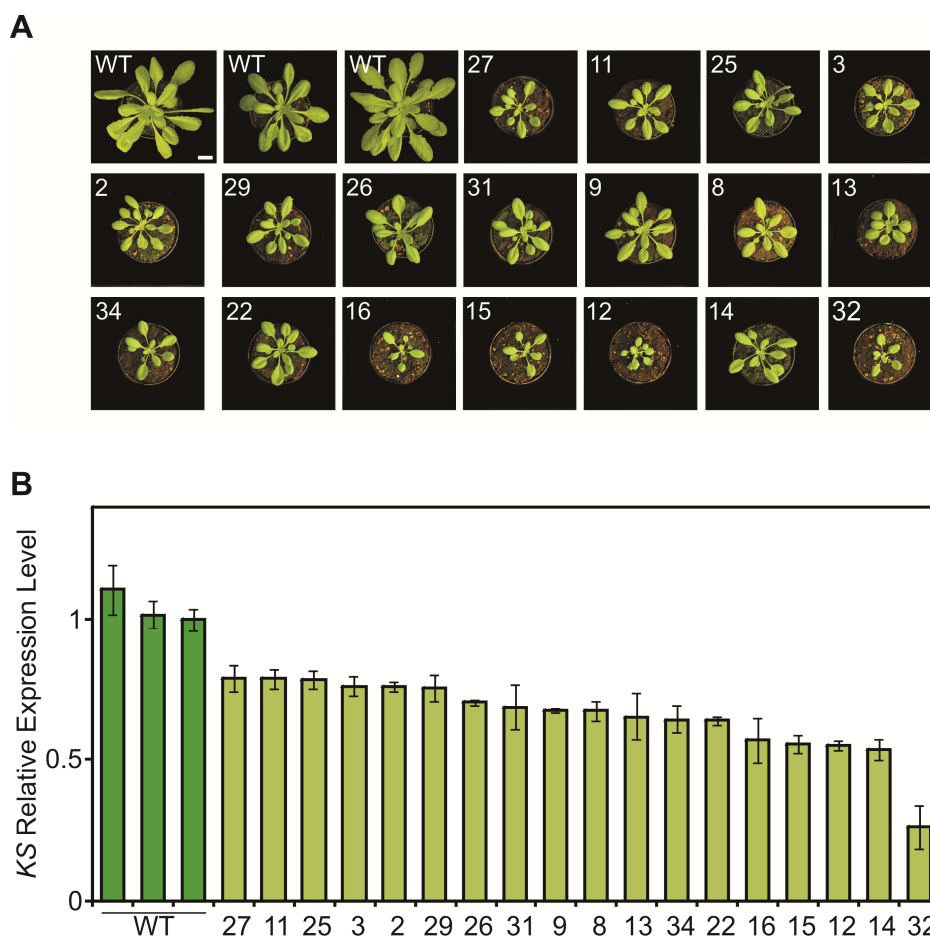 A
WT WT WT 27 11 25 3
2 29 26 31 9 8 13
34 22 16 15 12 14 32
B
KS Relative Expression Level
1
0.5
0
WT 27 11 25 3 2 29 26 31 9 8 13 34 22 16 15 12 14 32